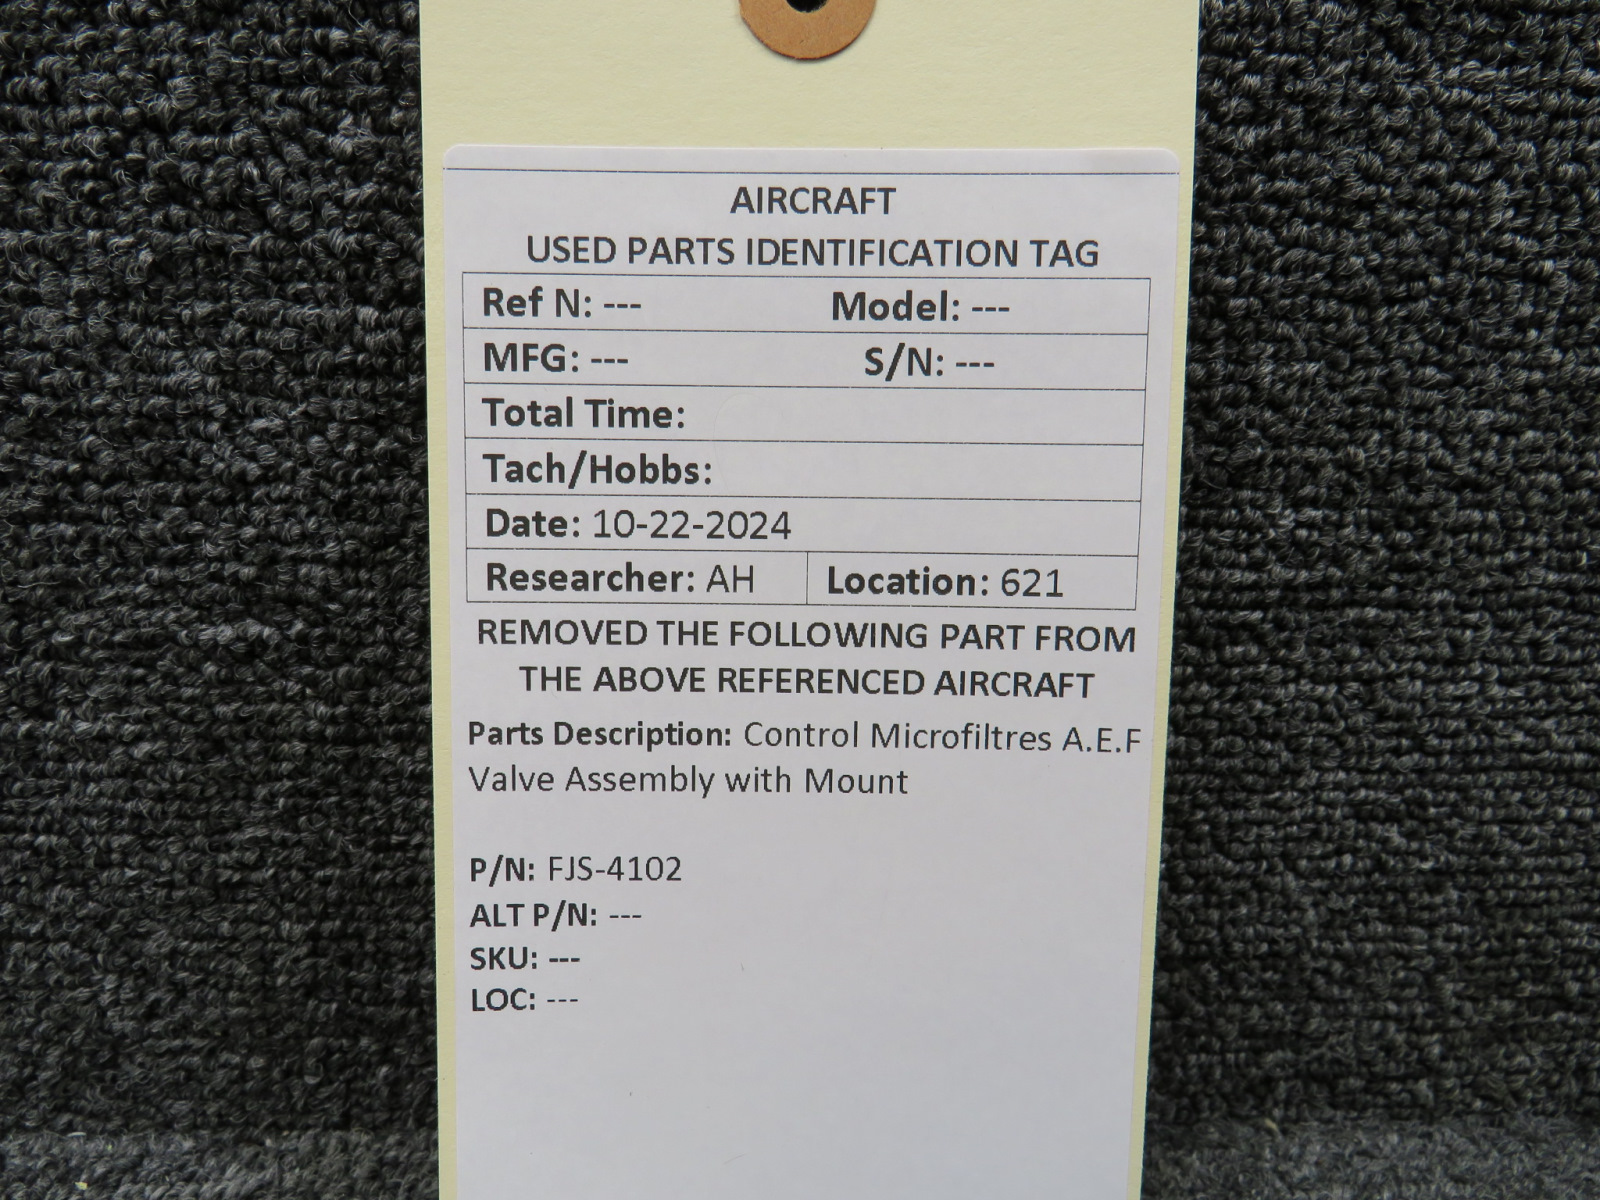 AIRCRAFT
USED PARTS IDENTIFICATION TAG
Ref N: --- Model: ---
MFG: --- S/N: ---
Total Time:
Tach/Hobbs:
Date: 10-22-2024
Researcher: AH Location: 621
REMOVED THE FOLLOWING PART FROM
THE ABOVE REFERENCED AIRCRAFT
Parts Description: Control Microfiltres A.E.F
Valve Assembly with Mount
P/N: FJS-4102
ALT P/N: ---
SKU: ---
LOC: ---